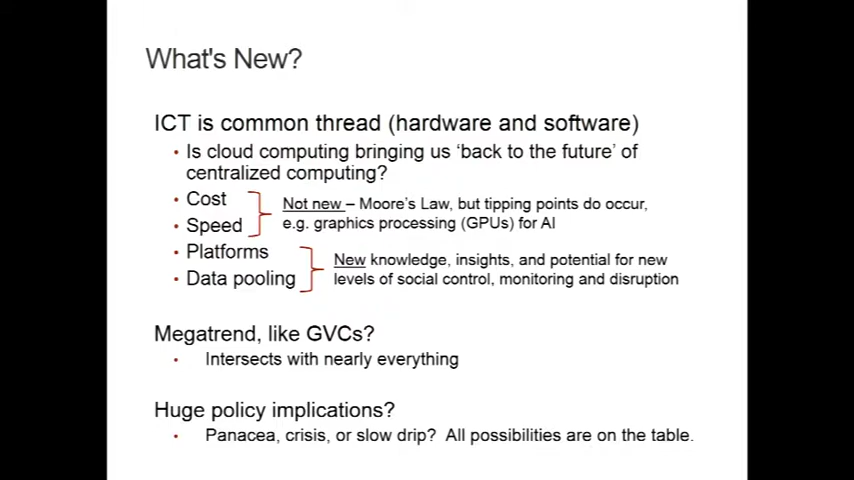 What's New?
ICT is common thread (hardware and software)
• Is cloud computing bringing us ‘back to the future’ of
centralized computing?
• Cost
• Speed
Not new – Moore's Law, but tipping points do occur,
e.g. graphics processing (GPUs) for AI
• Platforms
• Data pooling
New knowledge, insights, and potential for new
levels of social control, monitoring and disruption
Megatrend, like GVCs?
• Intersects with nearly everything
Huge policy implications?
• Panacea, crisis, or slow drip? All possibilities are on the table.